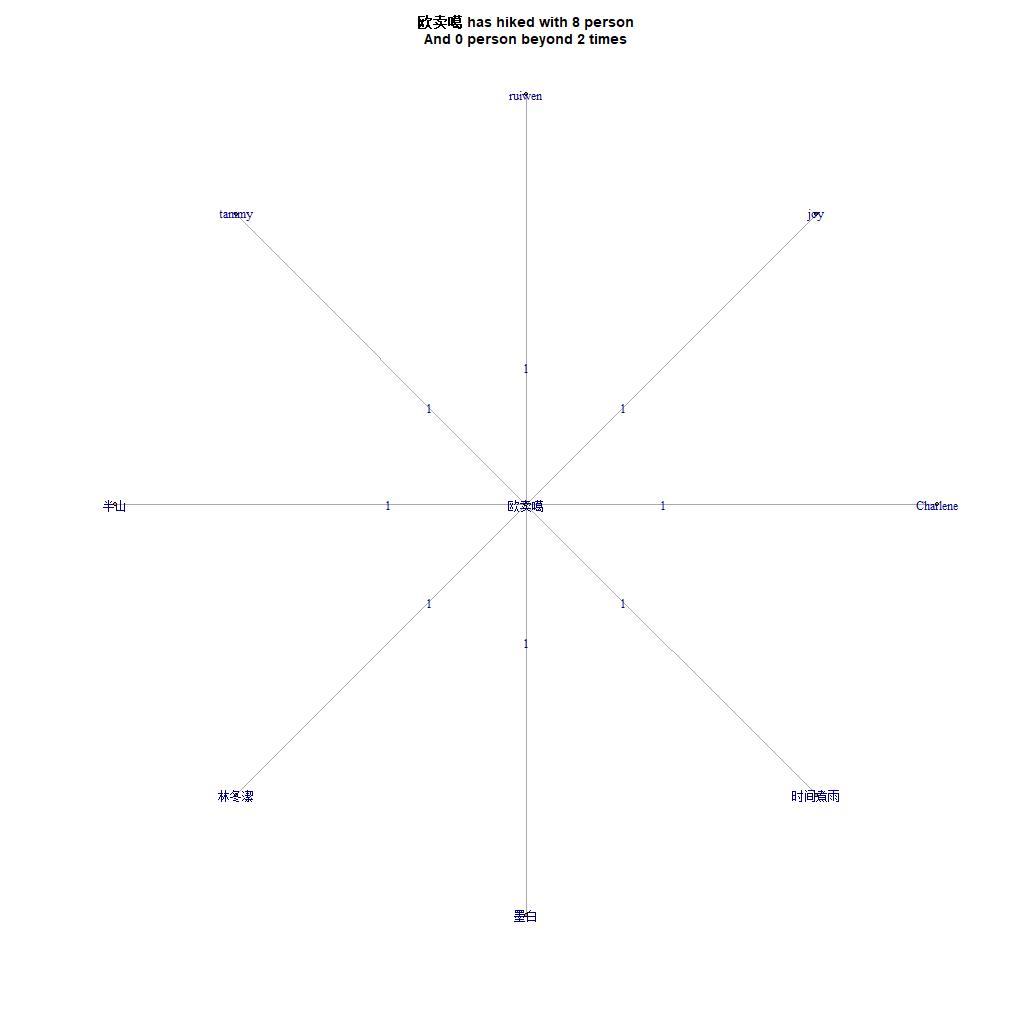 欧卖噶 has hiked with 8 person
And 0 person beyond 2 times
ruiwen
tammy
joy
1
1
1
半山
1
欧卖噶
1
Charlene
1
1
1
林冬潔
时间煮雨
墨白